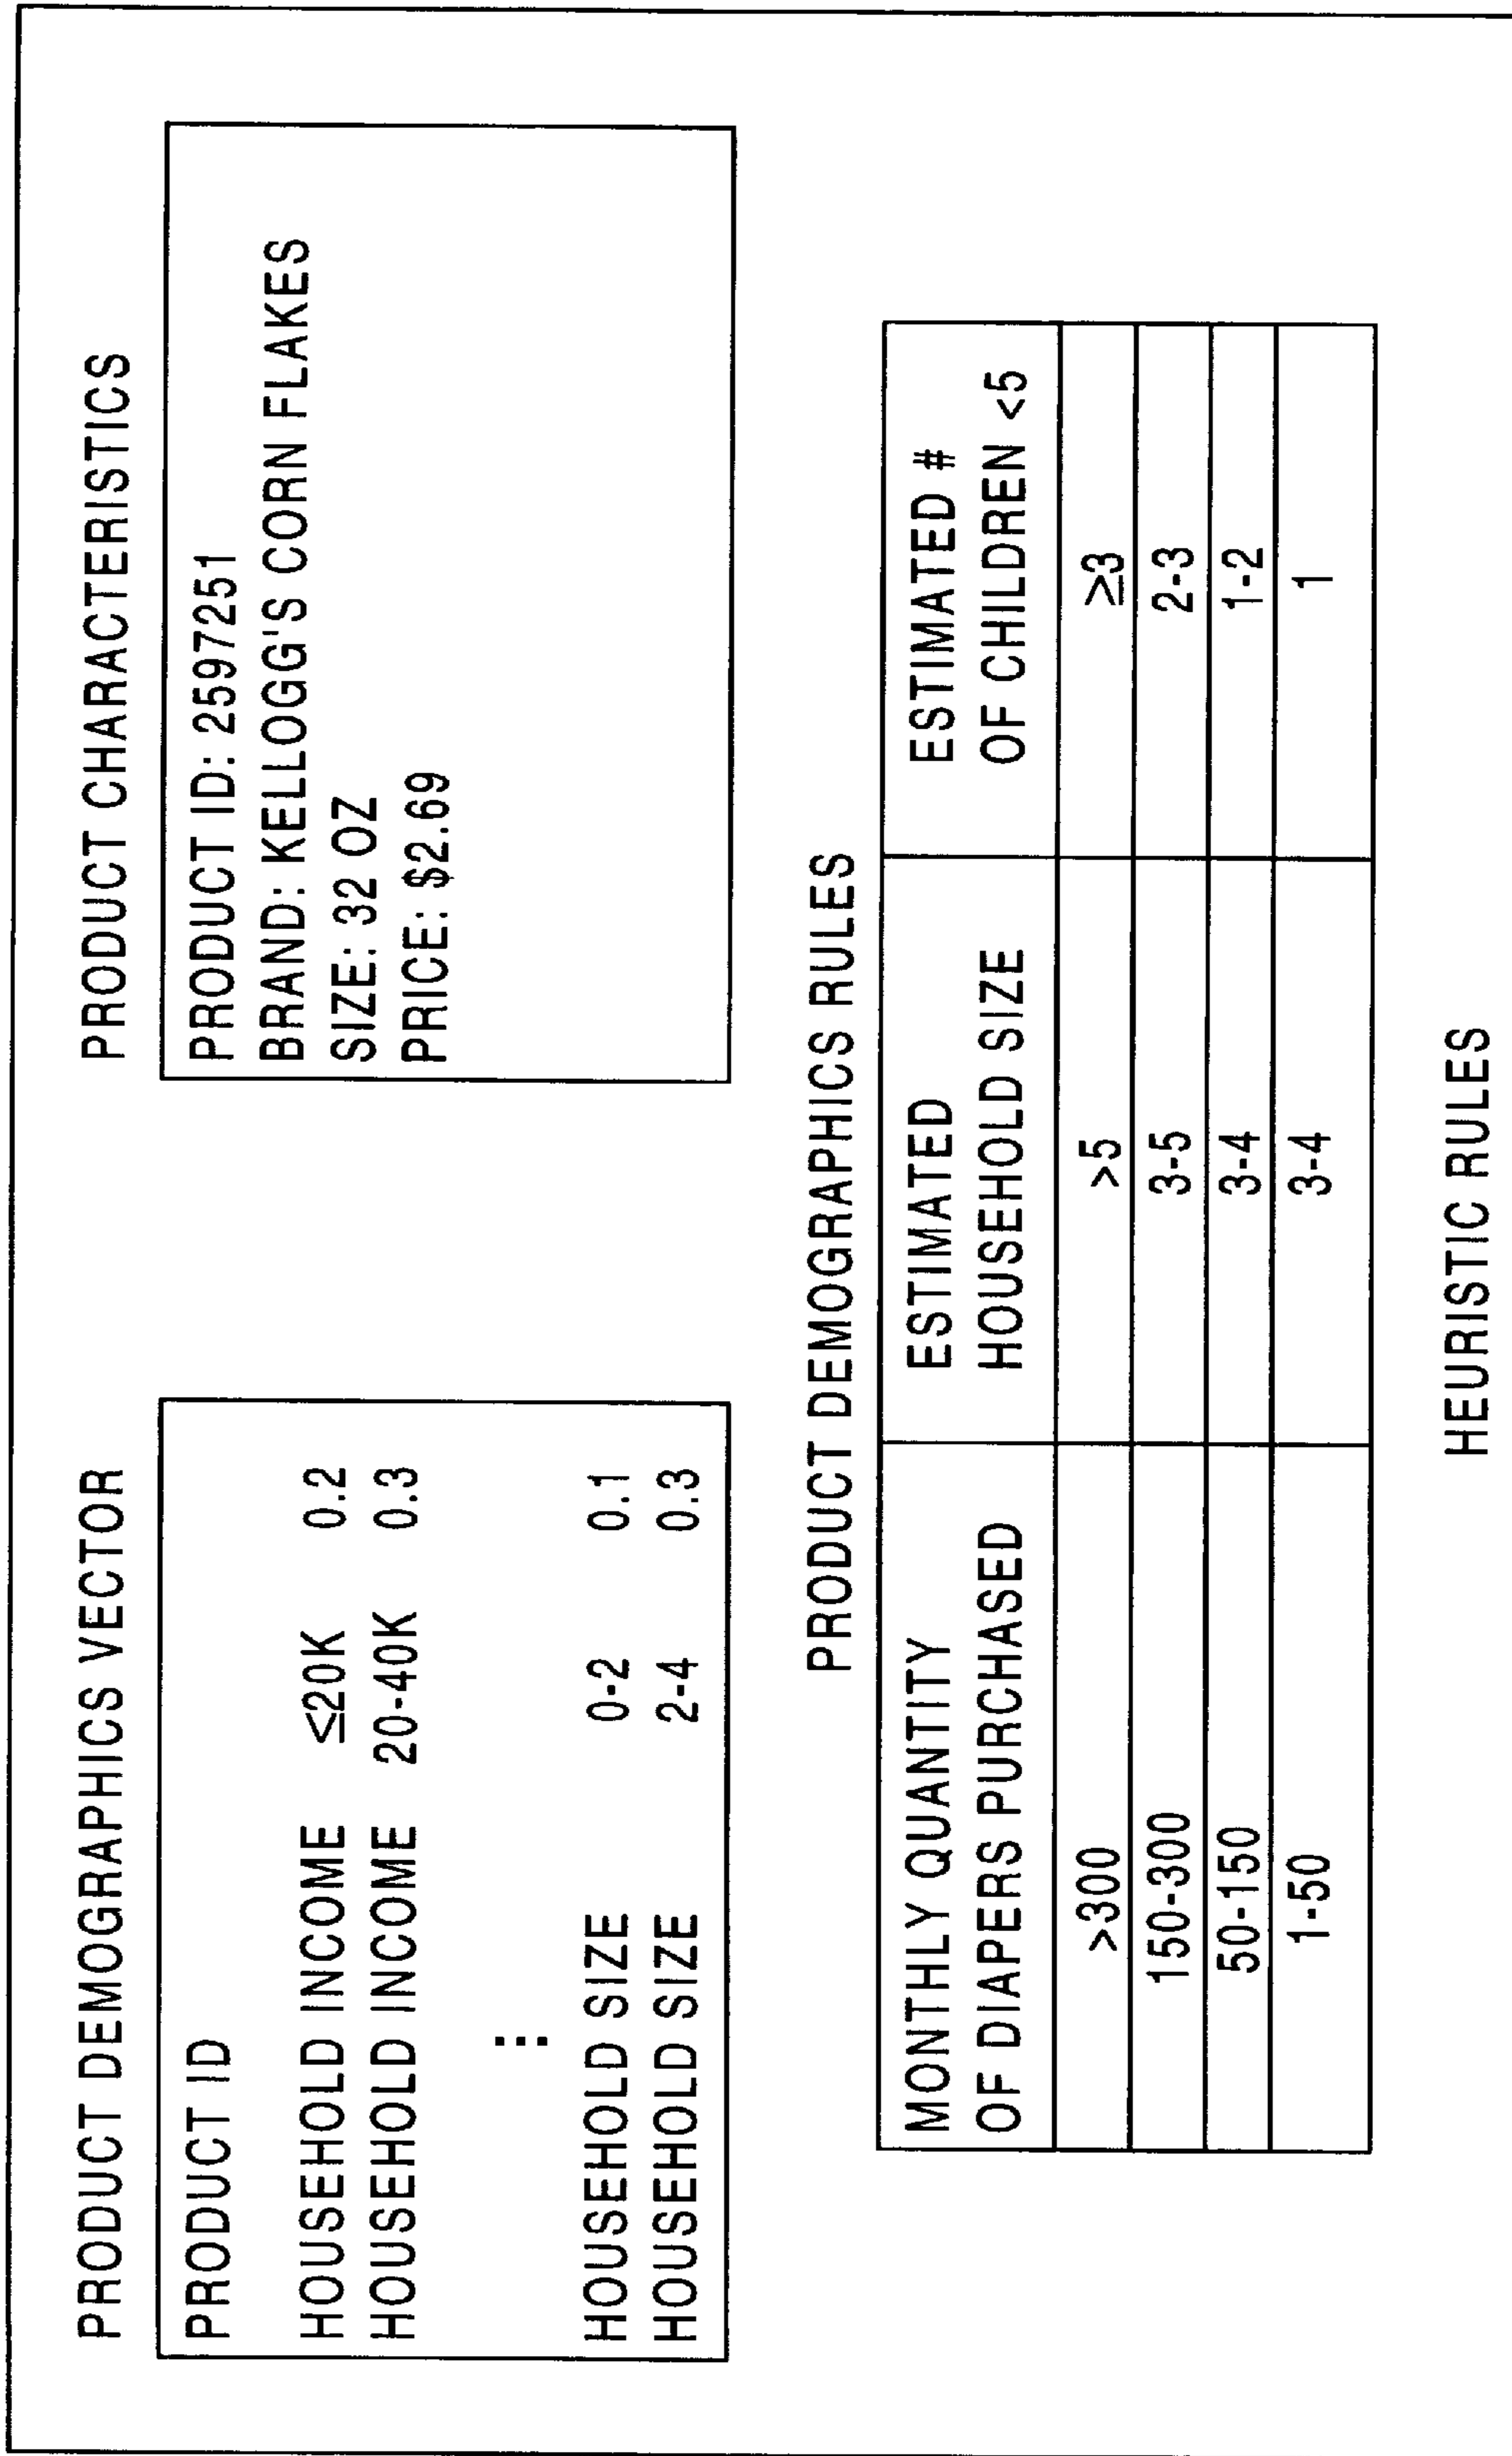 PRODUCT DEMOGRAPHICS VECTOR
PRODUCT ID
HOUSEHOLD INCOME ≤20K 0.2
HOUSEHOLD INCOME 20-40K 0.3
⋮
HOUSEHOLD SIZE 0-2 0.1
HOUSEHOLD SIZE 2-4 0.3
PRODUCT CHARACTERISTICS
PRODUCT ID: 2597251
BRAND: KELLOGG'S CORN FLAKES
SIZE: 32 OZ
PRICE: $2.69
PRODUCT DEMOGRAPHICS RULES
MONTHLY QUANTITY
OF DIAPERS PURCHASED
ESTIMATED
HOUSEHOLD SIZE
ESTIMATED #
OF CHILDREN <5
>300 >5 ≥3
150-300 3-5 2-3
50-150 3-4 1-2
1-50 3-4 1
HEURISTIC RULES